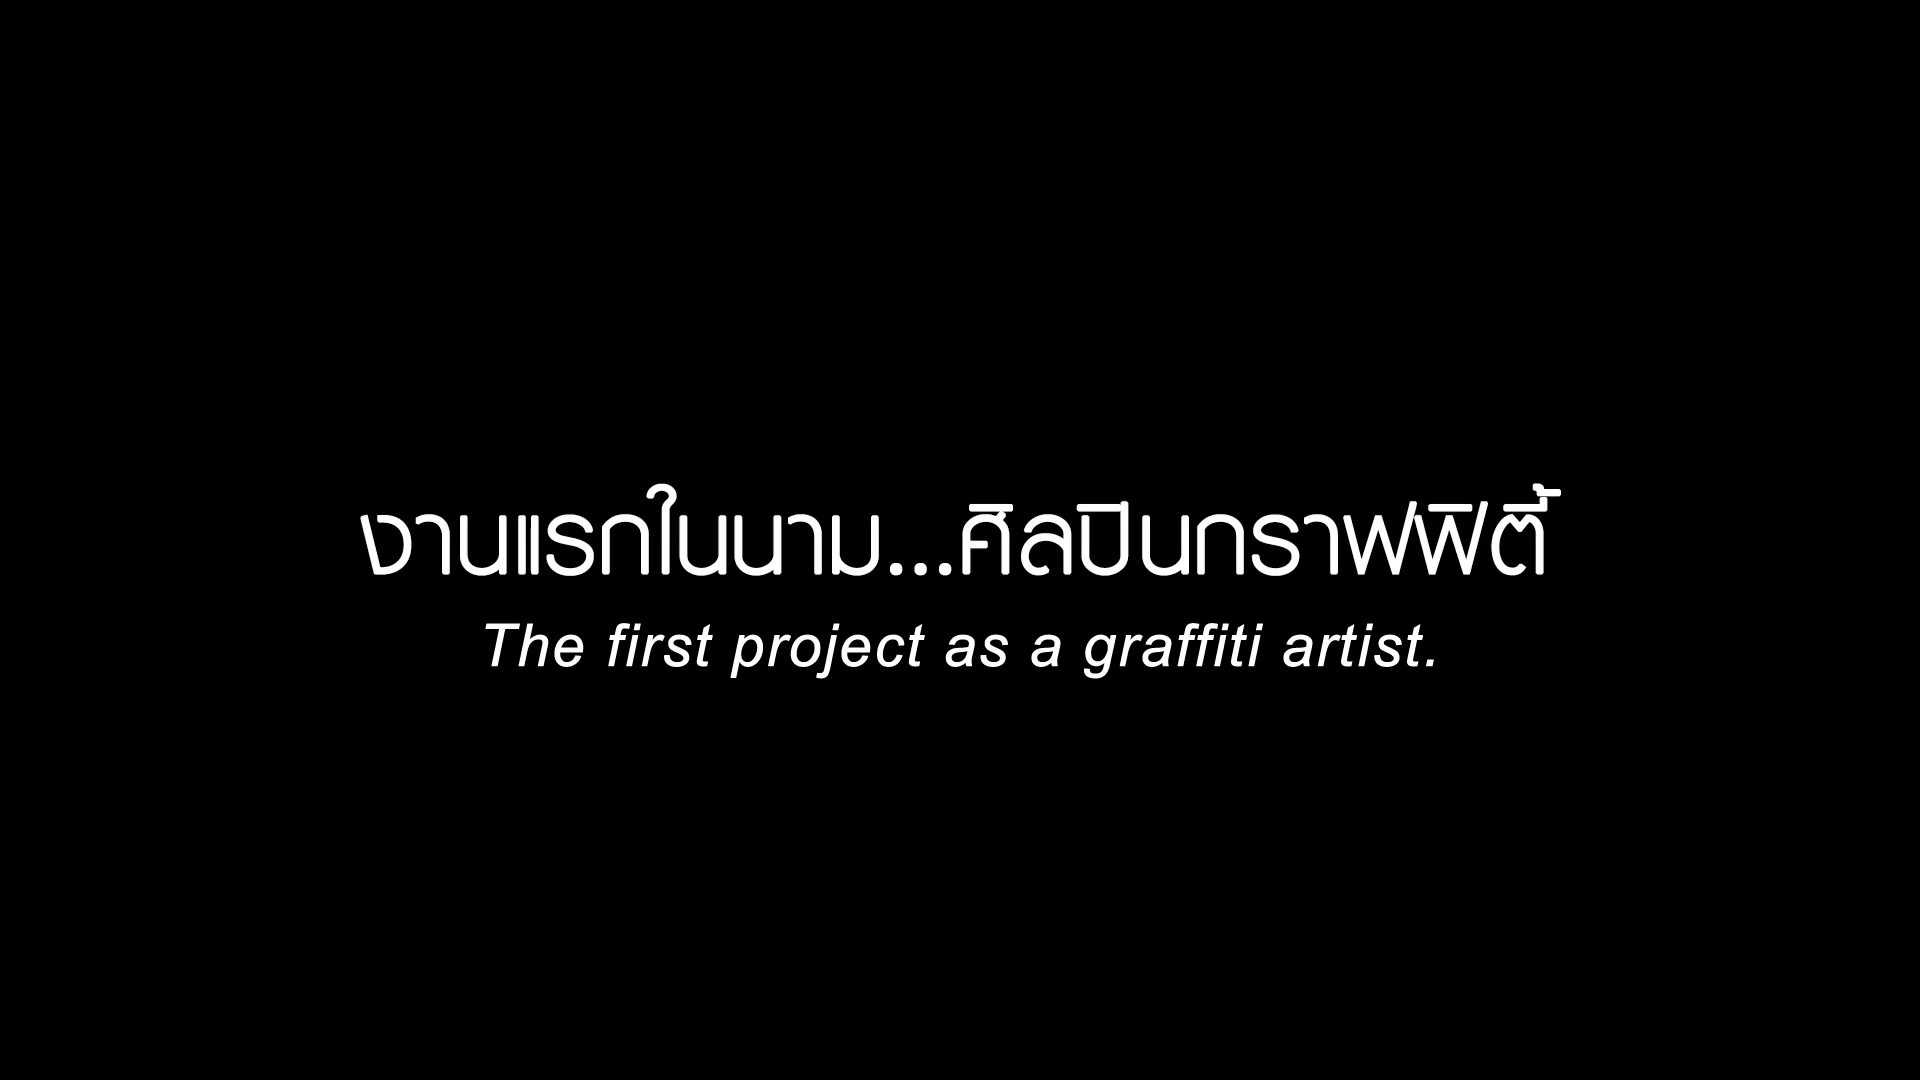 งานแรกในนาม...ศิลปินกราฟฟิตี้
The first project as a graffiti artist.